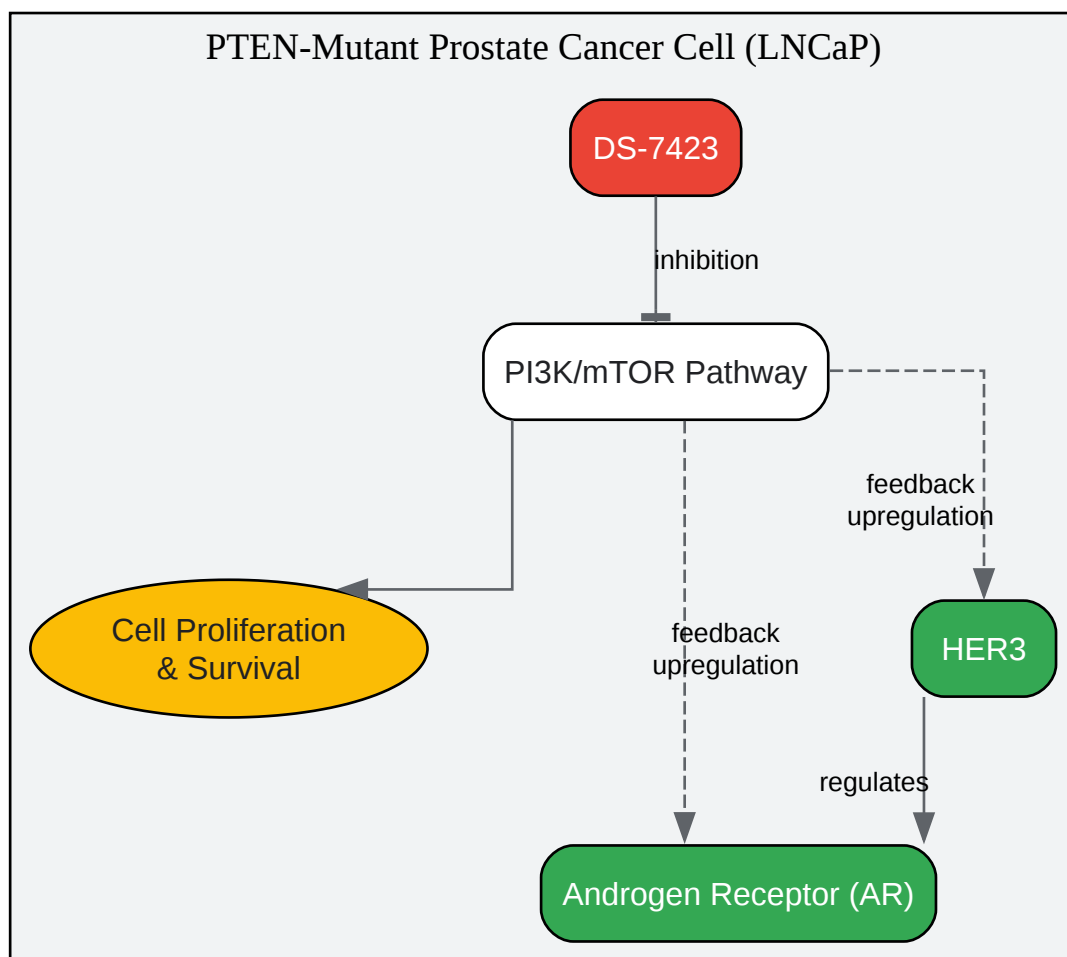 PTEN-Mutant Prostate Cancer Cell (LNCaP)
DS-7423
inhibition
PI3K/mTOR Pathway
feedback
upregulation
Cell Proliferation
& Survival
feedback
upregulation
HER3
regulates
Androgen Receptor (AR)